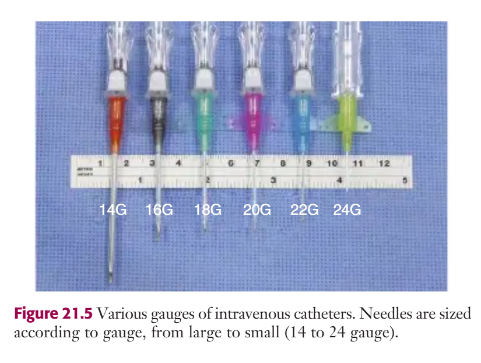 1 2 3 4 6 7 8 9 10 11 12
1 2 3 4 5
14G 16G 18G 20G 22G 24G
Figure 21.5 Various gauges of intravenous catheters. Needles are sized
according to gauge, from large to small (14 to 24 gauge).